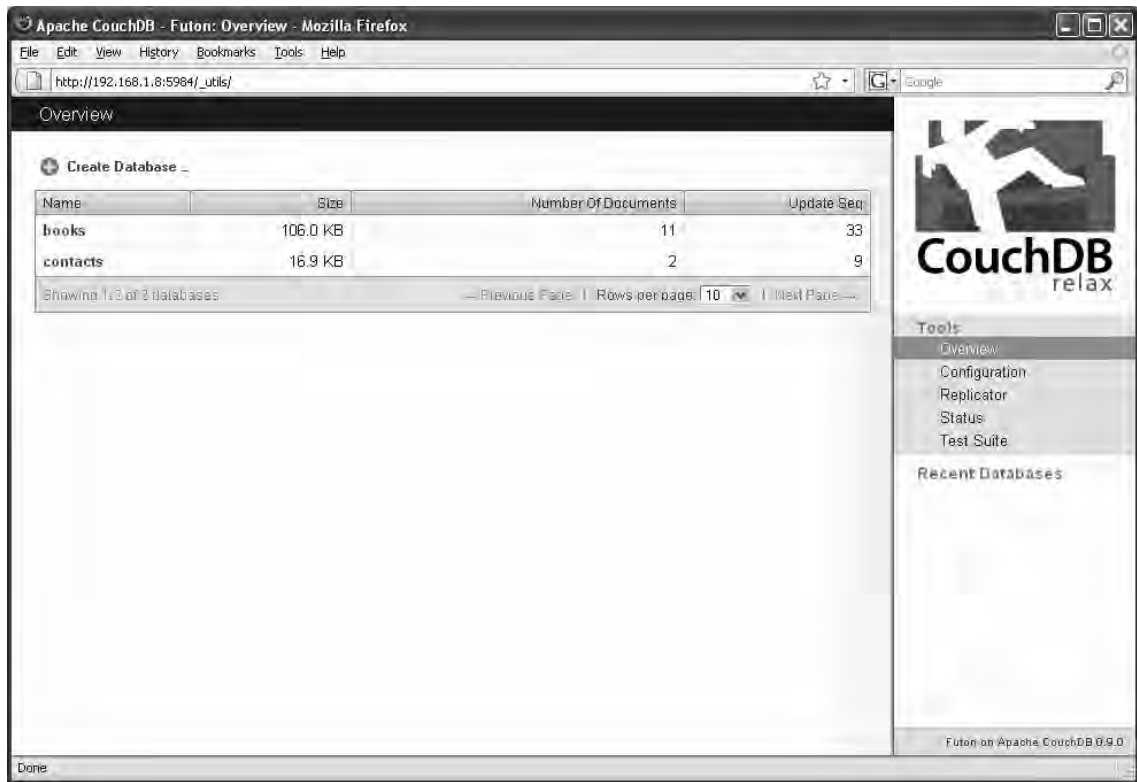 Apache CouchDB - Futon: Overview - Mozilla Firefox
File Edit View History Bookmarks Tools Help
http://192.168.1.8:5984/_utils/
G Google
Overview
Create Database ...
Name Size Number Of Documents Update Seq
books 106.0 KB 11 33
contacts 16.9 KB 2 9
Showing 1-2 of 2 databases ← Previous Page | Rows per page: 10 | Next Page →
CouchDB
relax
Tools
Overview
Configuration
Replicator
Status
Test Suite
Recent Databases
Futon on Apache CouchDB 0.9.0
Done